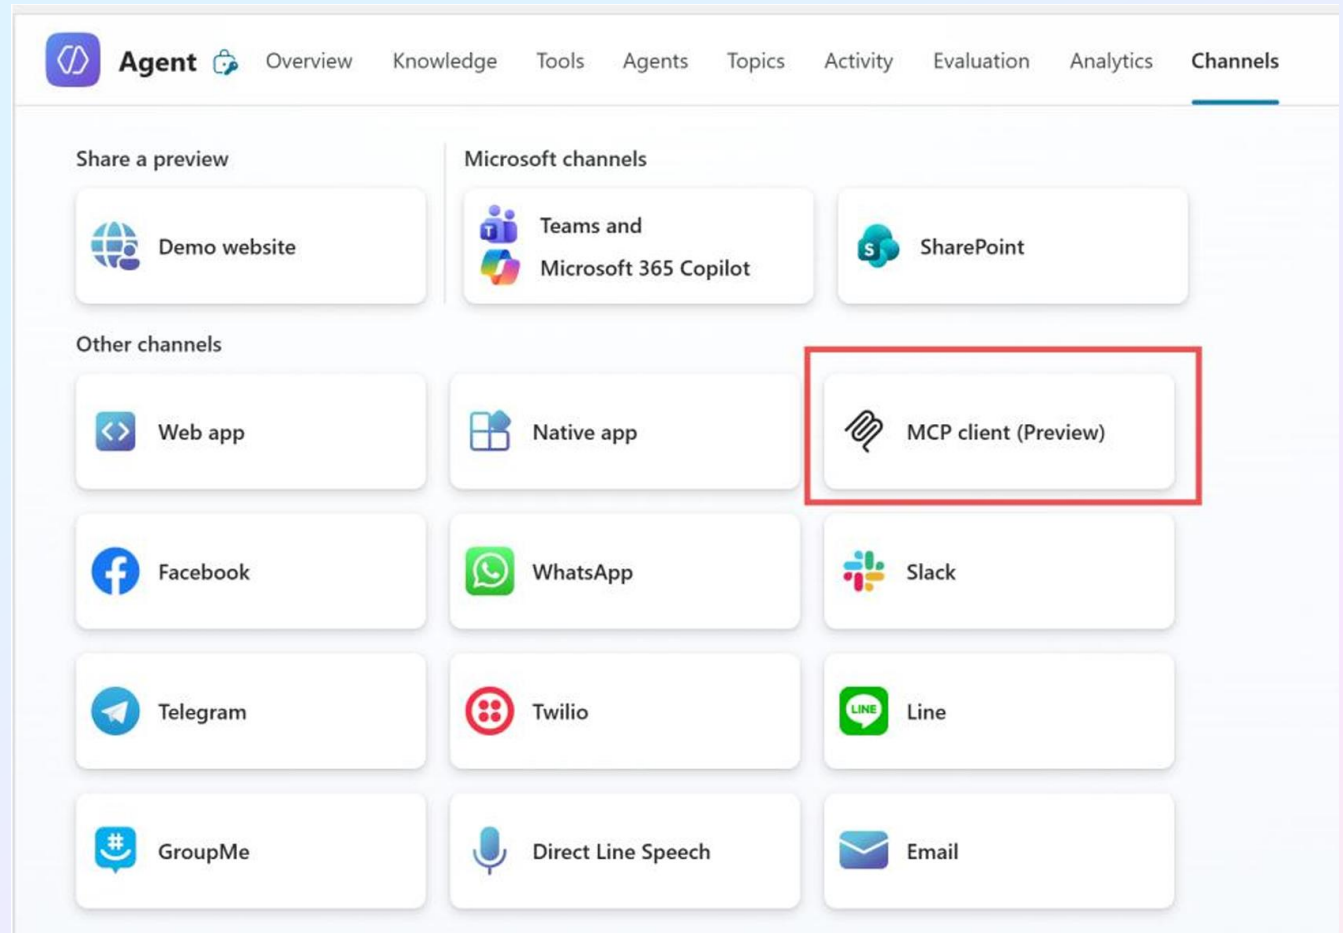 Agent
Overview
Knowledge
Tools
Agents
Topics
Activity
Evaluation
Analytics
Channels
Share a preview
Microsoft channels
Demo website
T
Teams and
Microsoft 365 Copilot
S
SharePoint
Other channels
Web app
Native app
MCP client (Preview)
Facebook
WhatsApp
Slack
Telegram
Twilio
LINE
Line
#
GroupMe
Direct Line Speech
Email